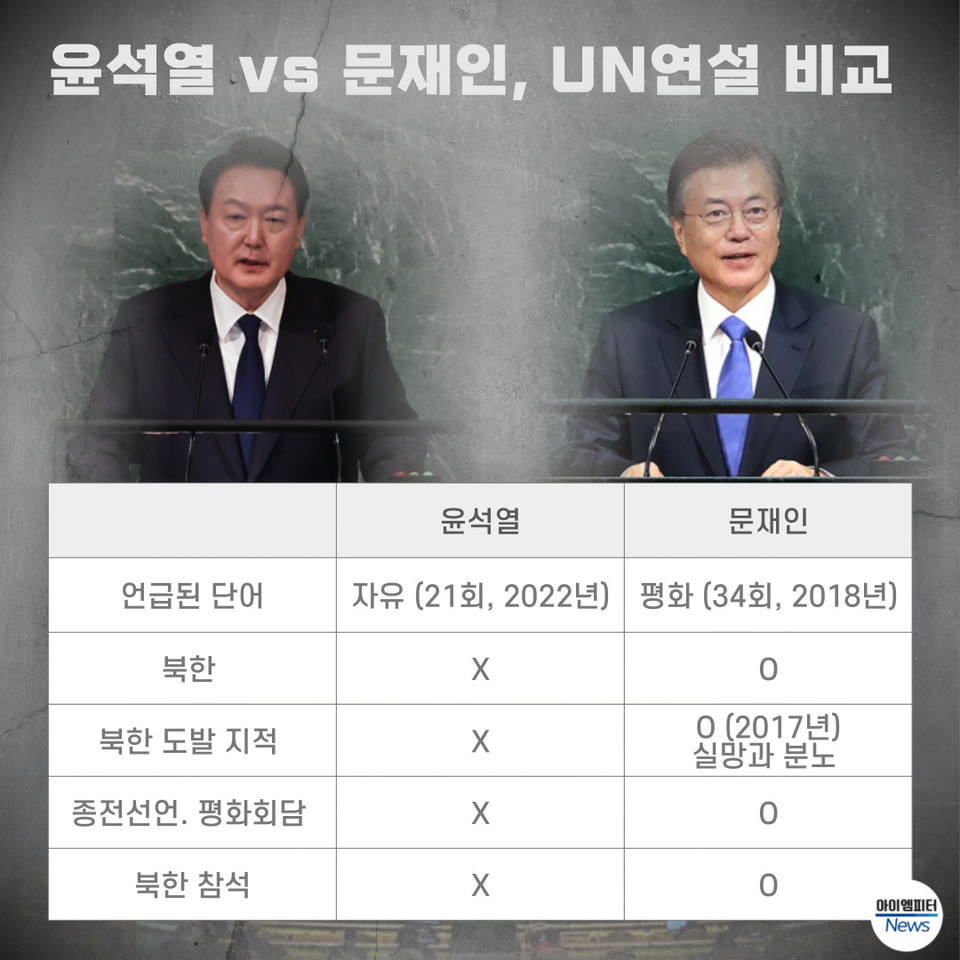 윤석열 vs 문재인, UN연설 비교
윤석열 문재인
언급된 단어 자유 (21회, 2022년) 평화 (34회, 2018년)
북한 X O
북한 도발 지적 X O (2017년)
실망과 분노
종전선언. 평화회담 X O
북한 참석 X O
아이엠피터
News